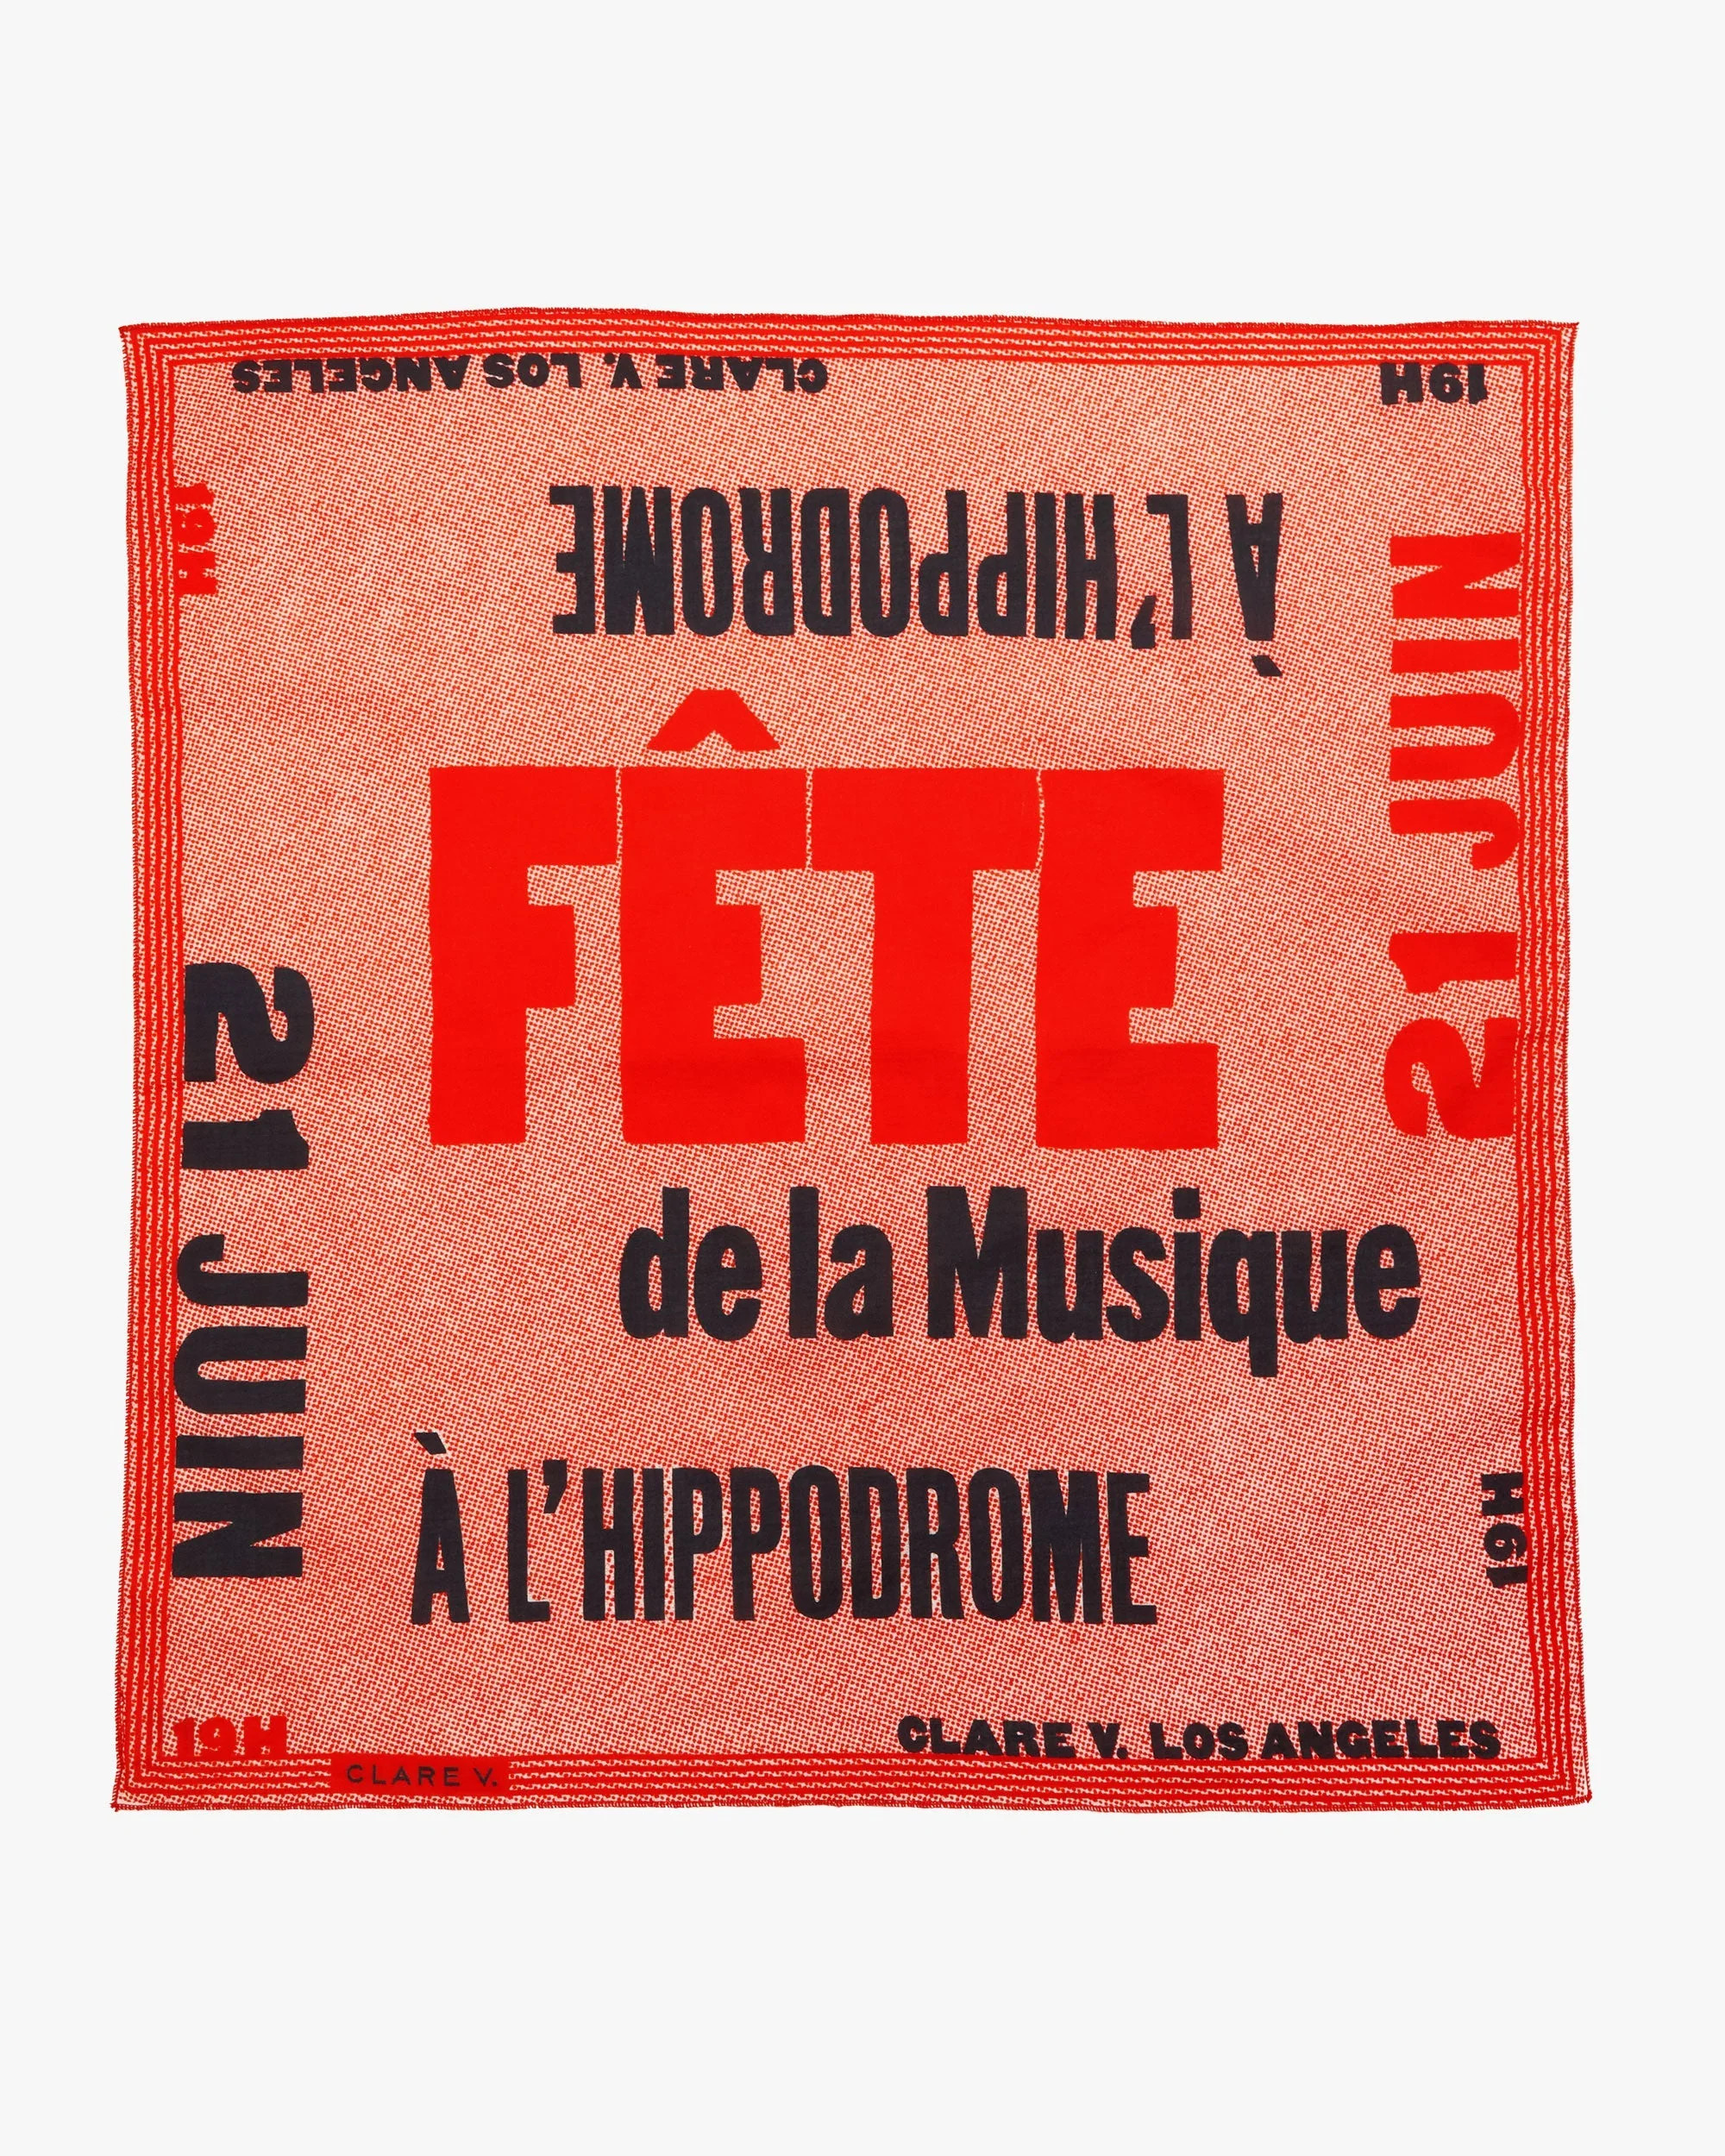 CLARE V. LOS ANGELES
19H
19H
À L'HIPPODROME
21 JUIN
FÊTE
de la Musique
21 JUIN
À L'HIPPODROME
19H
19H
CLARE V. LOS ANGELES
CLARE V.